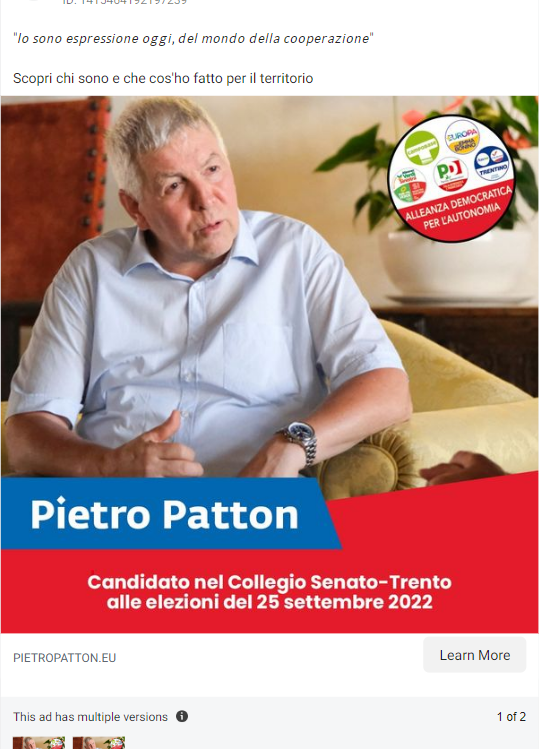 "Io sono espressione oggi, del mondo della cooperazione"
Scopri chi sono e che cos'ho fatto per il territorio
EUROPA
PD
TRENTINO
ALLEANZA DEMOCRATICA
PER L'AUTONOMIA
Pietro Patton
Candidato nel Collegio Senato-Trento
alle elezioni del 25 settembre 2022
PIETROPATTON.EU
Learn More
This ad has multiple versions
1 of 2